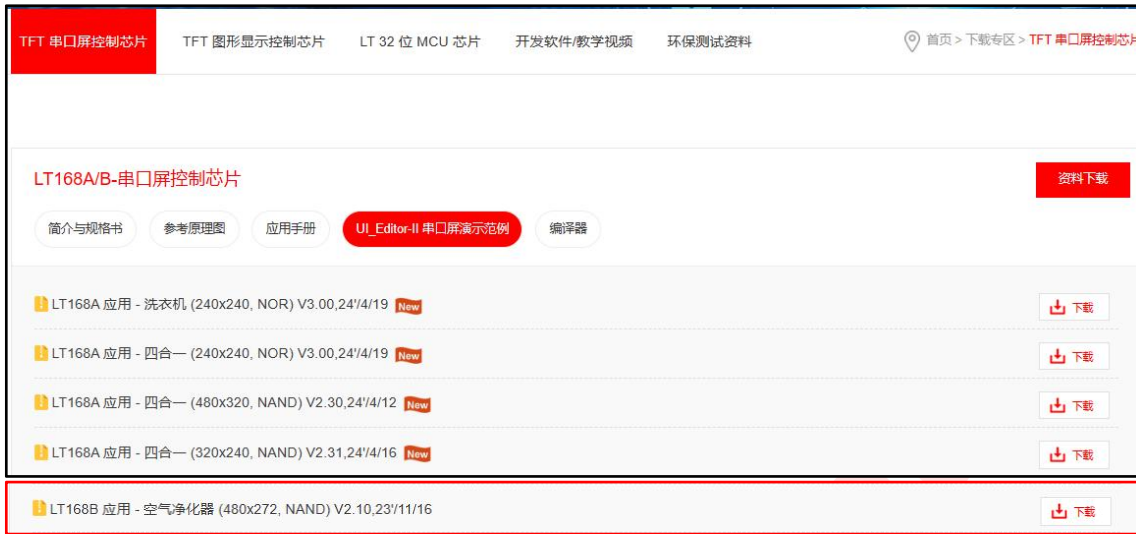 TFT 串口屏控制芯片 TFT 图形显示控制芯片 LT 32 位 MCU 芯片 开发软件/教学视频 环保测试资料 首页 > 下载专区 > TFT 串口屏控制芯片
LT168A/B-串口屏控制芯片 资料下载
简介与规格书 参考原理图 应用手册 UI_Editor-II 串口屏演示范例 编译器
LT168A 应用 - 洗衣机 (240x240, NOR) V3.00,24'/4/19 New 下载
LT168A 应用 - 四合一 (240x240, NOR) V3.00,24'/4/19 New 下载
LT168A 应用 - 四合一 (480x320, NAND) V2.30,24'/4/12 New 下载
LT168A 应用 - 四合一 (320x240, NAND) V2.31,24'/4/16 New 下载
LT168B 应用 - 空气净化器 (480x272, NAND) V2.10,23'/11/16 下载